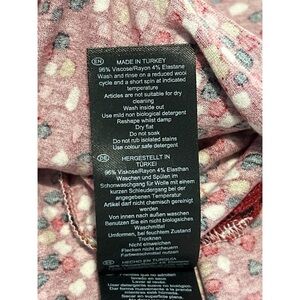 EN
MADE IN TURKEY
96% Viscose/Rayon 4% Elastane
Wash and rinse on a reduced wool
cycle and a short spin at indicated
temperature
Articles are not suitable for dry
cleaning
Wash inside out
Use mild non biological detergent
Reshape whilst damp
Dry flat
Do not soak
Do not rub isolated stains
Use colour safe detergent
DE
HERGESTELLT IN
TÜRKEI
96% Viscose/Rayon 4% Elasthan
Waschen und Spülen im
Schonwaschgang für Wolle mit einem
kurzen Schleudergang bei der
angegebenen Temperatur
Artikel darf nicht chemisch gereinigt
werden
Von innen nach außen waschen
Benutzen Sie ein nicht biologisches
Waschmittel
Umformen, bei feuchtem Zustand
Trocknen
Nicht einweichen
Flecken nicht scheuern
Farbwaschmittel nutzen
ES
HECHO EN TURQUIA